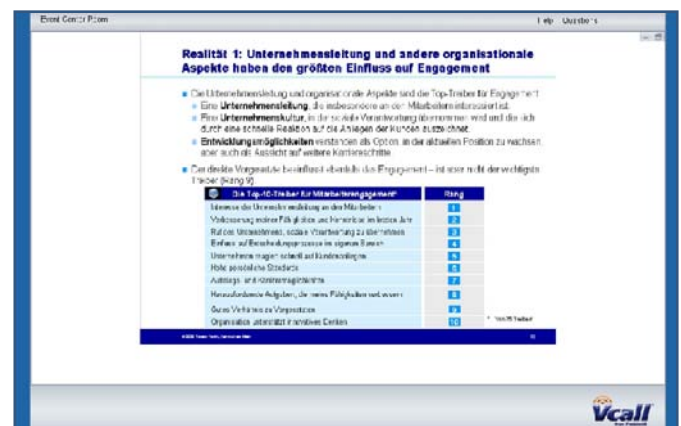 Event Center Room
Help Questions
Realität 1: Unternehmensleitung und andere organisationale
Aspekte haben den größten Einfluss auf Engagement
Die Unternehmensleitung und organisationale Aspekte sind die Top-Treiber für Engagement
Eine Unternehmensleitung, die insbesondere an den Mitarbeitern interessiert ist.
Eine Unternehmenskultur, in der soziale Verantwortung übernommen wird und die sich
durch eine schnelle Reaktion auf die Anliegen der Kunden auszeichnet.
Entwicklungsmöglichkeiten verstanden als Option, in der aktuellen Position zu wachsen,
aber auch als Aussicht auf weitere Karriereschritte
Der direkte Vorgesetzte beeinflusst ebenfalls das Engagement – ist aber nicht der wichtigste
Treiber (Rang 9)
Die Top-10-Treiber für Mitarbeiterengagement* Rang
Interesse der Unternehmensleitung an den Mitarbeitern 1
Verbesserung meiner Fähigkeiten und Kenntnisse im letzten Jahr 2
Ruf des Unternehmens, soziale Verantwortung zu übernehmen 3
Einfluss auf Entscheidungsprozesse im eigenen Bereich 4
Unternehmen reagiert schnell auf Kundenanliegen 5
Hohe persönliche Standards 6
Aufstiegs- und Karrieremöglichkeiten 7
Herausfordernde Aufgaben, die meine Fähigkeiten verbessern 8
Gutes Verhältnis zu Vorgesetzten 9
Organisation unterstützt innovatives Denken 10
* Von 75 Treibern
Vcall